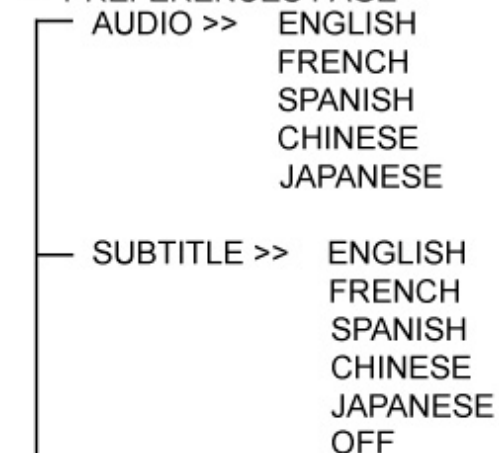 AUDIO >> ENGLISH
FRENCH
SPANISH
CHINESE
JAPANESE
SUBTITLE >> ENGLISH
FRENCH
SPANISH
CHINESE
JAPANESE
OFF